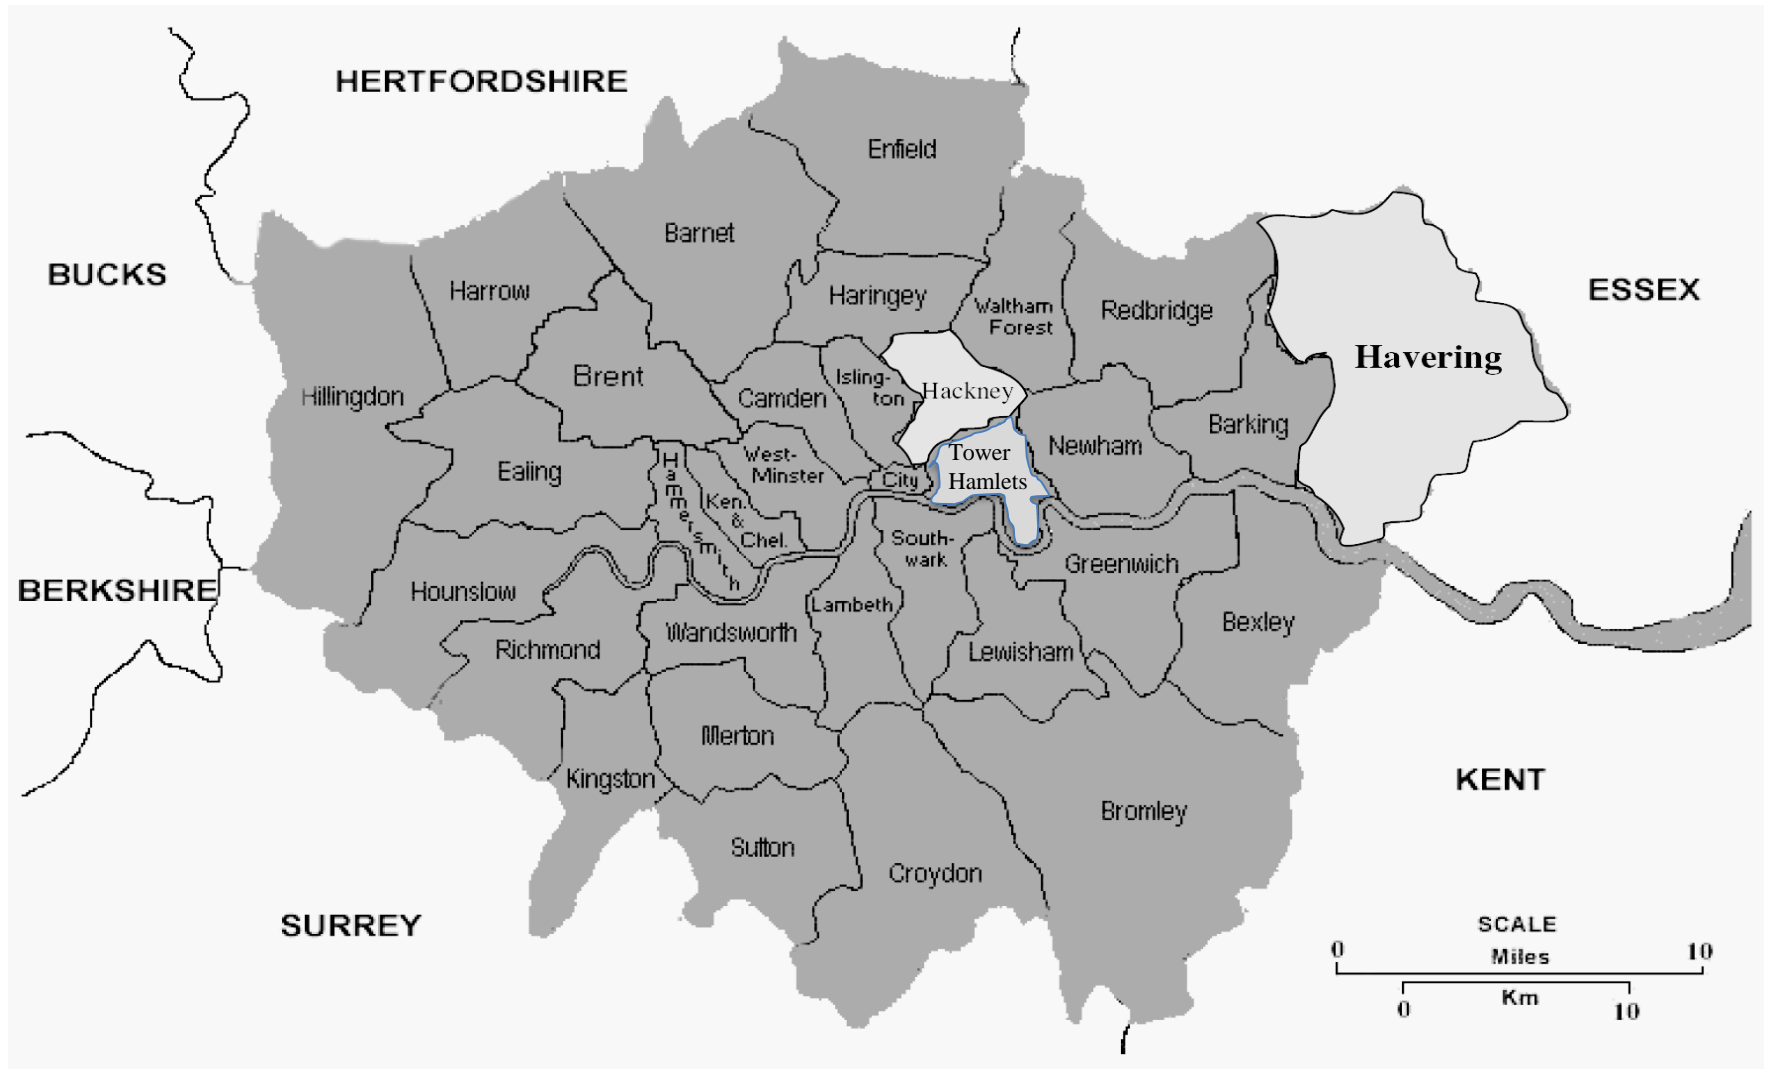 HERTFORDSHIRE
Enfield
Barnet
BUCKS
Harrow
Haringey
Waltham
Forest
Redbridge
ESSEX
Havering
Hillingdon
Brent
Camden
Isling-
ton
Hackney
Barking
Newham
Ealing
Hammersmith
Ken.
&
Chel.
West-
Minster
City
Tower
Hamlets
BERKSHIRE
Hounslow
South-
wark
Greenwich
Lambeth
Bexley
Richmond
Wandsworth
Lewisham
Merton
Kingston
KENT
Bromley
Sutton
Croydon
SURREY
SCALE
0 Miles 10
Km
0 10